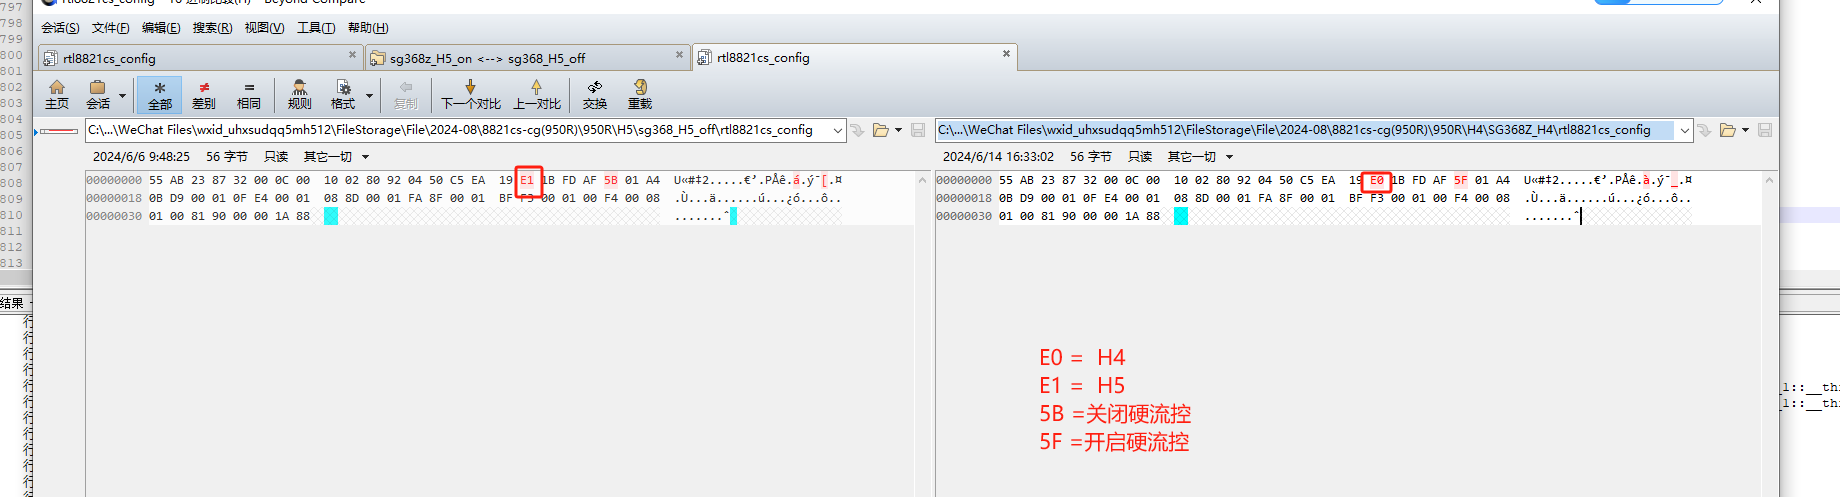 rtl8821cs_config
会话(S) 文件(F) 编辑(E) 搜索(R) 视图(V) 工具(T) 帮助(H)
rtl8821cs_config × sg368z_H5_on <--> sg368_H5_off × rtl8821cs_config ×
主页 会话 全部 差别 相同 规则 格式 复制 下一个对比 上一对比 交换 重载
C:\...\WeChat Files\wxid_uhxsudqq5mh512\FileStorage\File\2024-08\8821cs-cg(950R)\950R\H5\sg368_H5_off\rtl8821cs_config
2024/6/6 9:48:25 56 字节 只读 其它一切
00000000 55 AB 23 87 32 00 0C 00 10 02 80 92 04 50 C5 EA 19 E1 1B FD AF 5B 01 A4 U«#‡2.....€’.PÅê.á.ý¯[.¤
00000018 0B D9 00 01 0F E4 00 01 08 8D 00 01 FA 8F 00 01 BF F3 00 01 00 F4 00 08 .Ù...ä......ú...¿ó...ô..
00000030 01 00 81 90 00 00 1A 88 .......ˆ
C:\...\WeChat Files\wxid_uhxsudqq5mh512\FileStorage\File\2024-08\8821cs-cg(950R)\950R\H4\SG368Z_H4\rtl8821cs_config
2024/6/14 16:33:02 56 字节 只读 其它一切
00000000 55 AB 23 87 32 00 0C 00 10 02 80 92 04 50 C5 EA 19 E0 1B FD AF 5F 01 A4 U«#‡2.....€’.PÅê.à.ý¯_.¤
00000018 0B D9 00 01 0F E4 00 01 08 8D 00 01 FA 8F 00 01 BF F3 00 01 00 F4 00 08 .Ù...ä......ú...¿ó...ô..
00000030 01 00 81 90 00 00 1A 88 .......ˆ
E0 = H4
E1 = H5
5B =关闭硬流控
5F =开启硬流控
797
798
799
800
801
802
803
804
805
806
807
808
809
810
811
812
813
结果
行
行
行
行
行
行
行
行
行
行
行
_1::__thi
_1::__thi